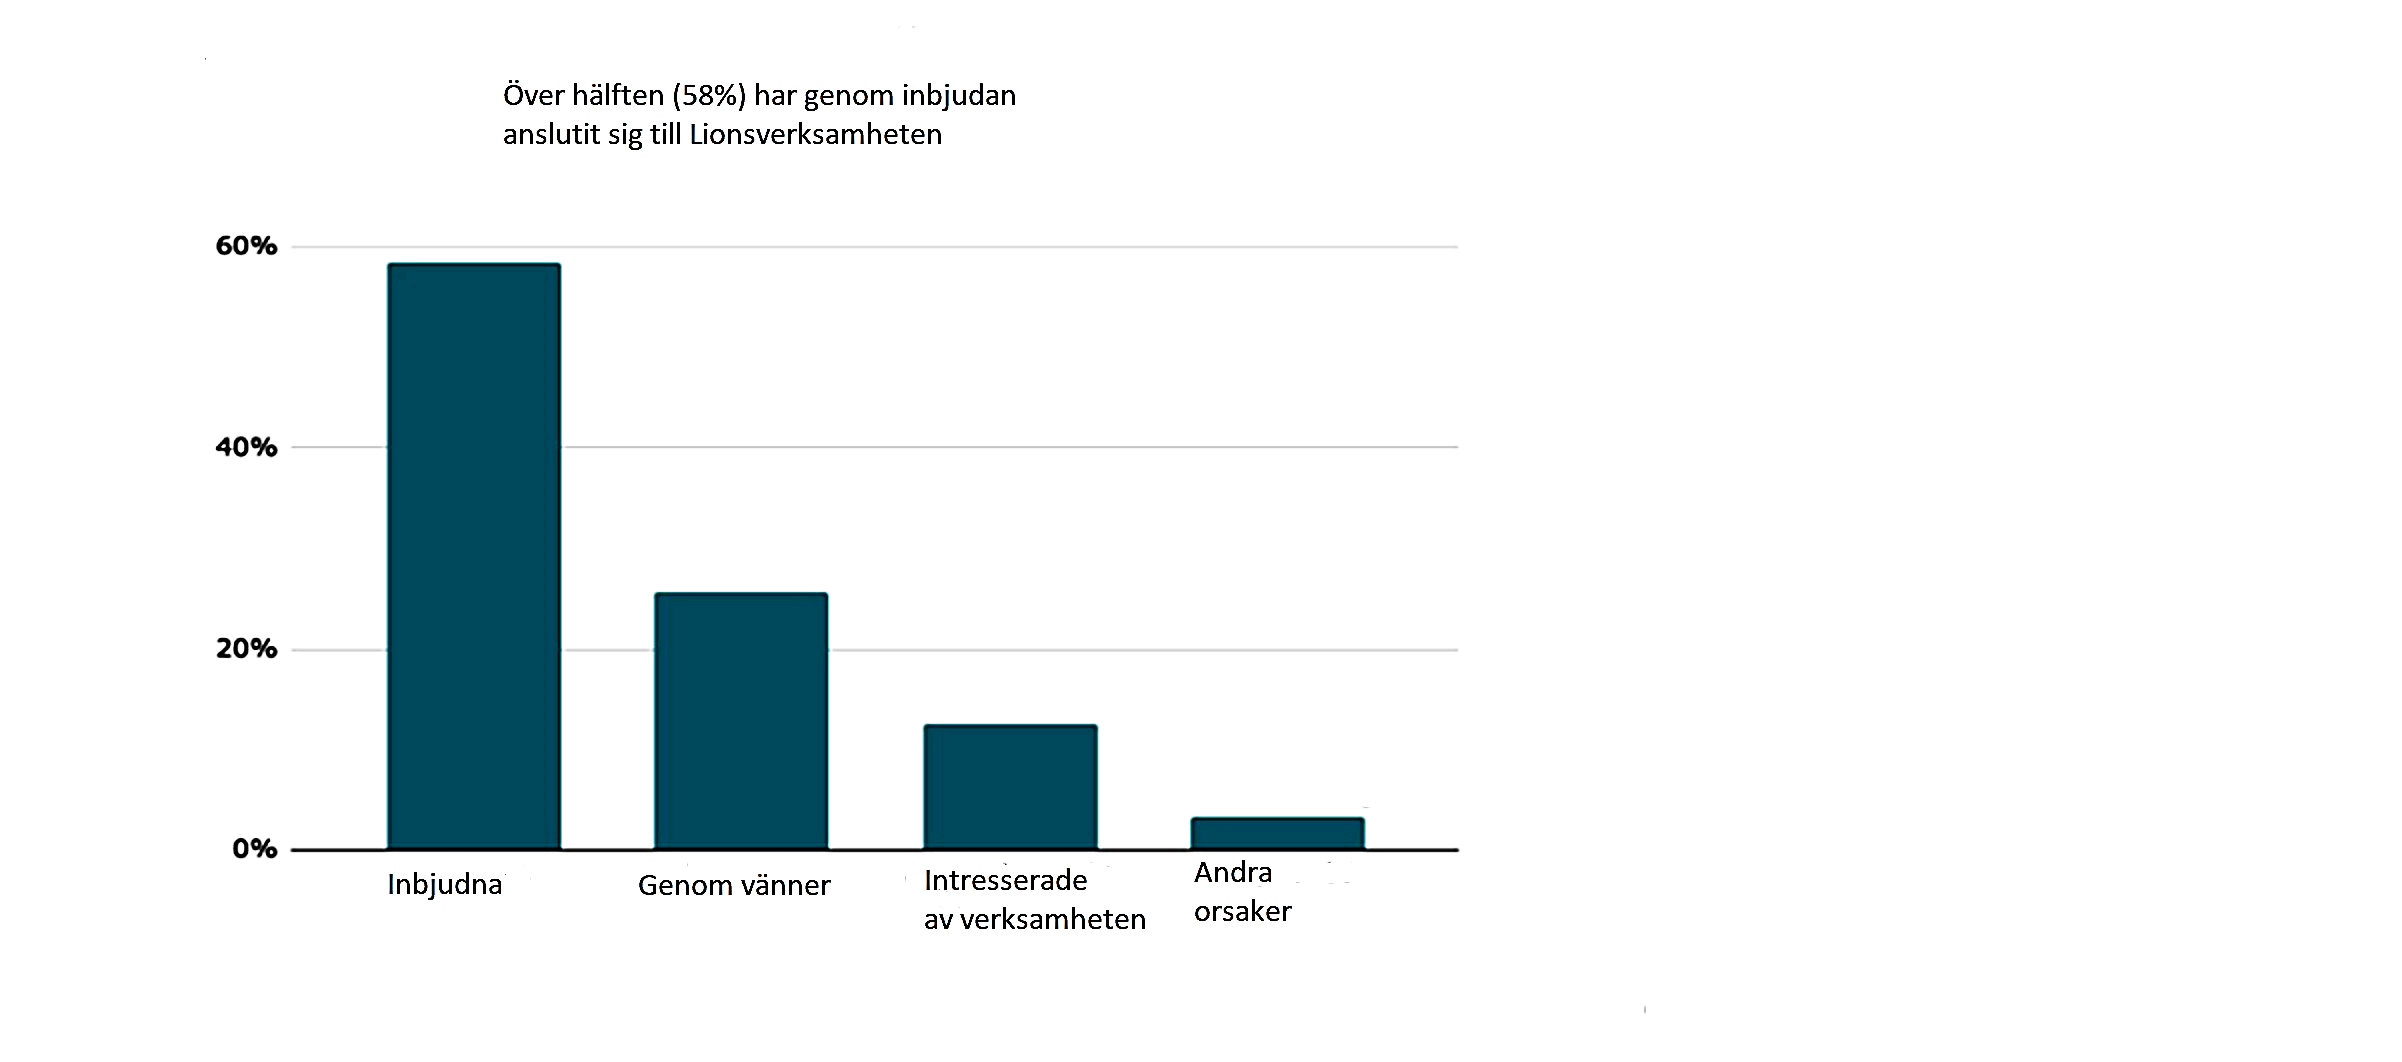 Över hälften (58%) har genom inbjudan
anslutit sig till Lionsverksamheten
60%
40%
20%
0%
Inbjudna
Genom vänner
Intresserade
av verksamheten
Andra
orsaker